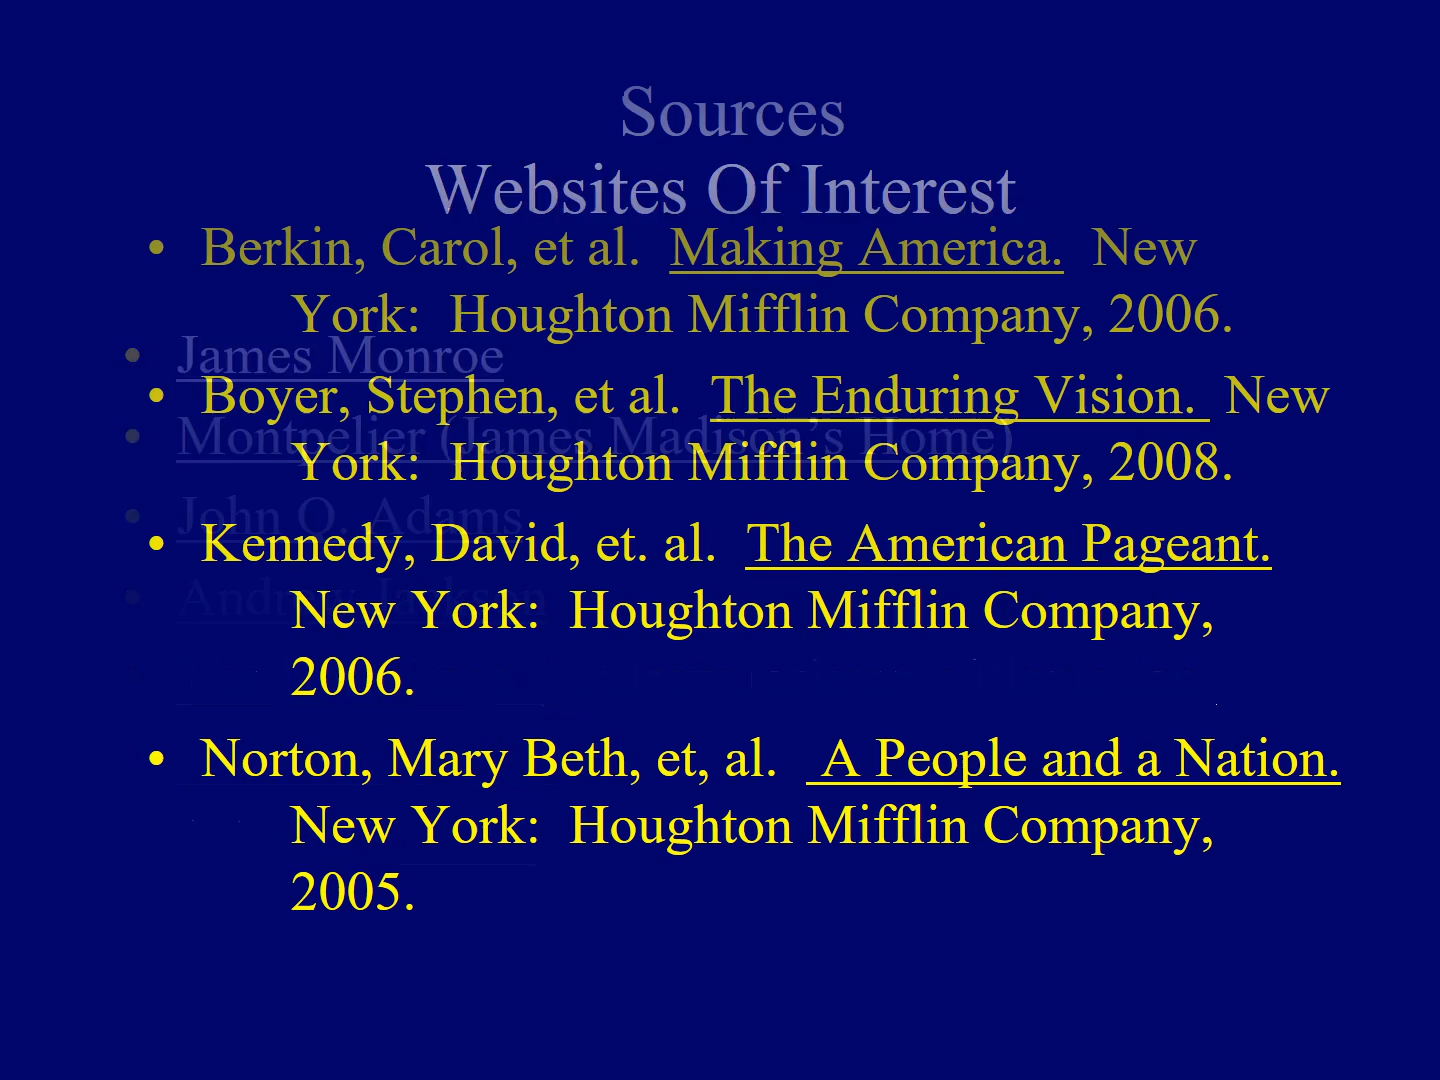 Sources
Websites Of Interest
• Berkin, Carol, et al. Making America. New
York: Houghton Mifflin Company, 2006.
• James Monroe
• Boyer, Stephen, et al. The Enduring Vision. New
• Montpelier (James Madison's Home)
York: Houghton Mifflin Company, 2008.
• John Q. Adams
• Kennedy, David, et. al. The American Pageant.
• Andrew Jackson
New York: Houghton Mifflin Company,
2006.
• Norton, Mary Beth, et, al. A People and a Nation.
New York: Houghton Mifflin Company,
2005.